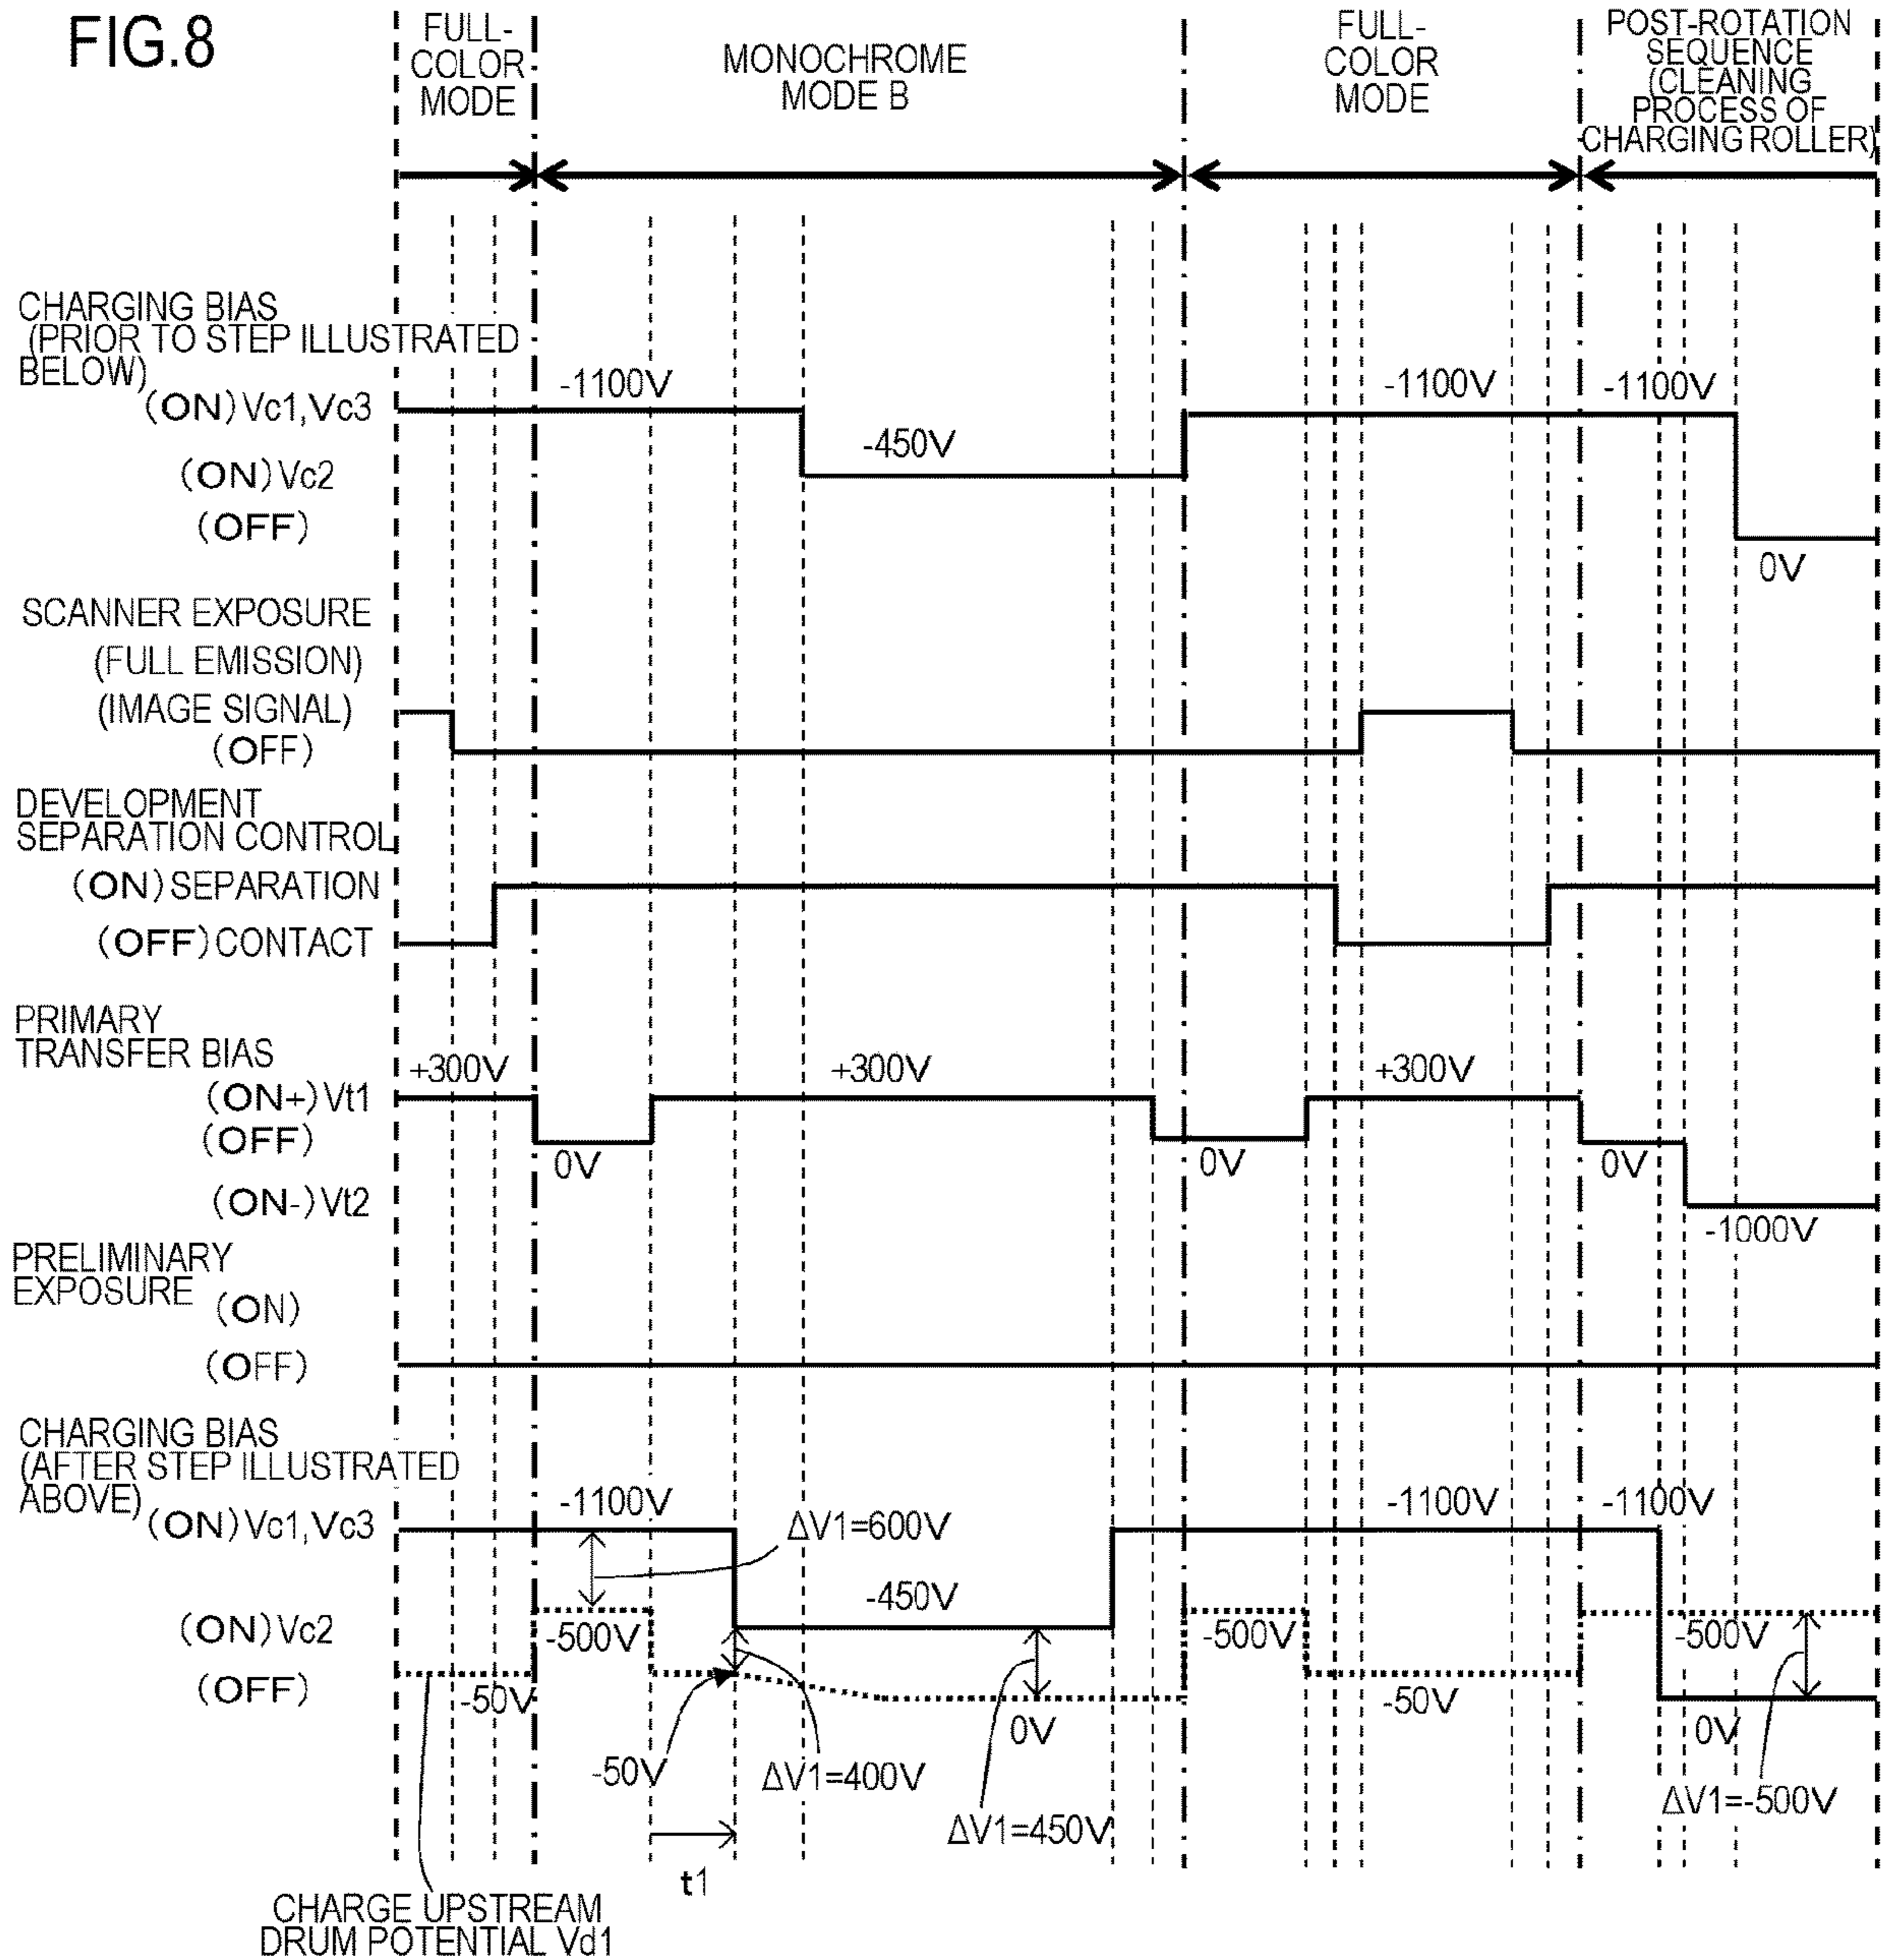 FIG.8
FULL-
COLOR
MODE
MONOCHROME
MODE B
FULL-
COLOR
MODE
POST-ROTATION
SEQUENCE
(CLEANING
PROCESS OF
CHARGING ROLLER)
CHARGING BIAS
(PRIOR TO STEP ILLUSTRATED
BELOW)
(ON)Vc1,Vc3
-1100V
-1100V
-1100V
-450V
(ON)Vc2
(OFF)
0V
SCANNER EXPOSURE
(FULL EMISSION)
(IMAGE SIGNAL)
(OFF)
DEVELOPMENT
SEPARATION CONTROL
(ON)SEPARATION
(OFF)CONTACT
PRIMARY
TRANSFER BIAS
+300V
+300V
+300V
(ON+)Vt1
(OFF)
0V
0V
0V
(ON-)Vt2
-1000V
PRELIMINARY
EXPOSURE
(ON)
(OFF)
CHARGING BIAS
(AFTER STEP ILLUSTRATED
ABOVE)
(ON)Vc1,Vc3
-1100V
-1100V
-1100V
ΔV1=600V
-450V
(ON)Vc2
-500V
-500V
-500V
(OFF)
-50V
-50V
0V
0V
-50V
ΔV1=400V
ΔV1=450V
ΔV1=-500V
t1
CHARGE UPSTREAM
DRUM POTENTIAL Vd1